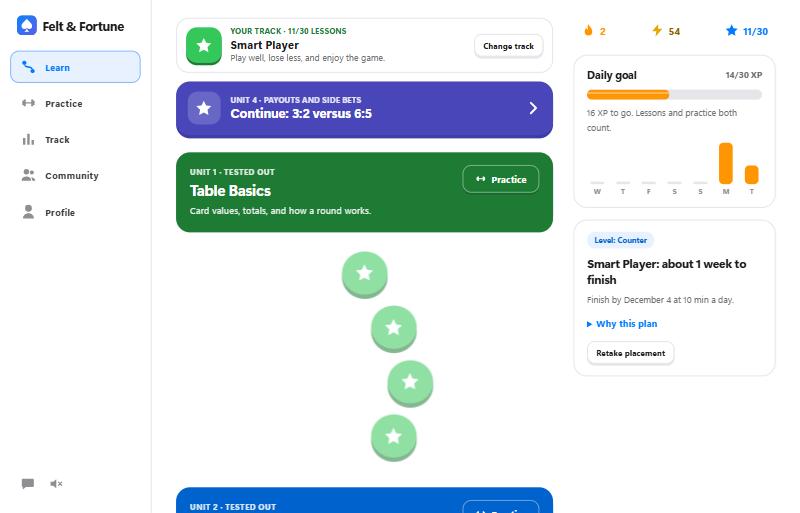 Felt & Fortune
Learn
Practice
Track
Community
Profile
YOUR TRACK · 11/30 LESSONS
Smart Player
Play well, lose less, and enjoy the game.
Change track
UNIT 4 · PAYOUTS AND SIDE BETS
Continue: 3:2 versus 6:5
UNIT 1 · TESTED OUT
Table Basics
Card values, totals, and how a round works.
Practice
UNIT 2 · TESTED OUT
2
54
11/30
Daily goal
14/30 XP
16 XP to go. Lessons and practice both
count.
W T F S S M T
Level: Counter
Smart Player: about 1 week to
finish
Finish by December 4 at 10 min a day.
Why this plan
Retake placement